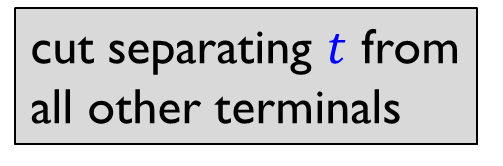 cut separating t from
all other terminals